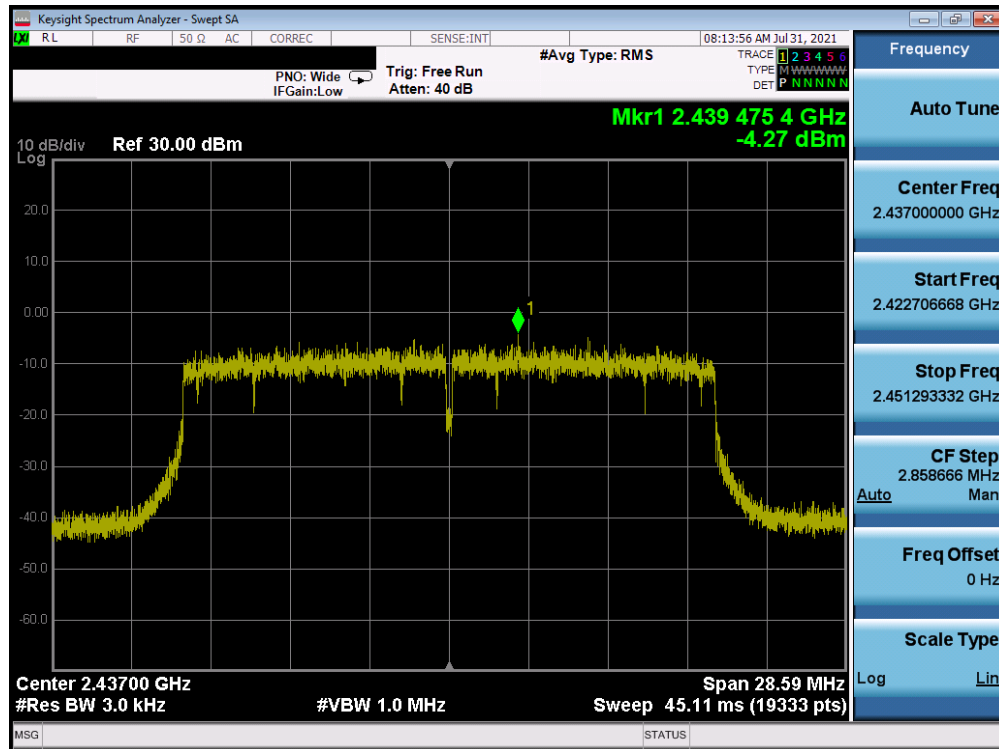 Keysight Spectrum Analyzer - Swept SA
LXI RL RF 50 Ω AC CORREC SENSE:INT 08:13:56 AM Jul 31, 2021
#Avg Type: RMS TRACE 1 2 3 4 5 6
PNO: Wide Trig: Free Run TYPE M W W W W W
IFGain:Low Atten: 40 dB DET P N N N N N
Mkr1 2.439 475 4 GHz
10 dB/div Ref 30.00 dBm -4.27 dBm
Log
20.0
10.0
0.00
1
-10.0
-20.0
-30.0
-40.0
-50.0
-60.0
Center 2.43700 GHz Span 28.59 MHz
#Res BW 3.0 kHz #VBW 1.0 MHz Sweep 45.11 ms (19333 pts)
MSG STATUS
Frequency
Auto Tune
Center Freq
2.437000000 GHz
Start Freq
2.422706668 GHz
Stop Freq
2.451293332 GHz
CF Step
2.858666 MHz
Auto Man
Freq Offset
0 Hz
Scale Type
Log Lin